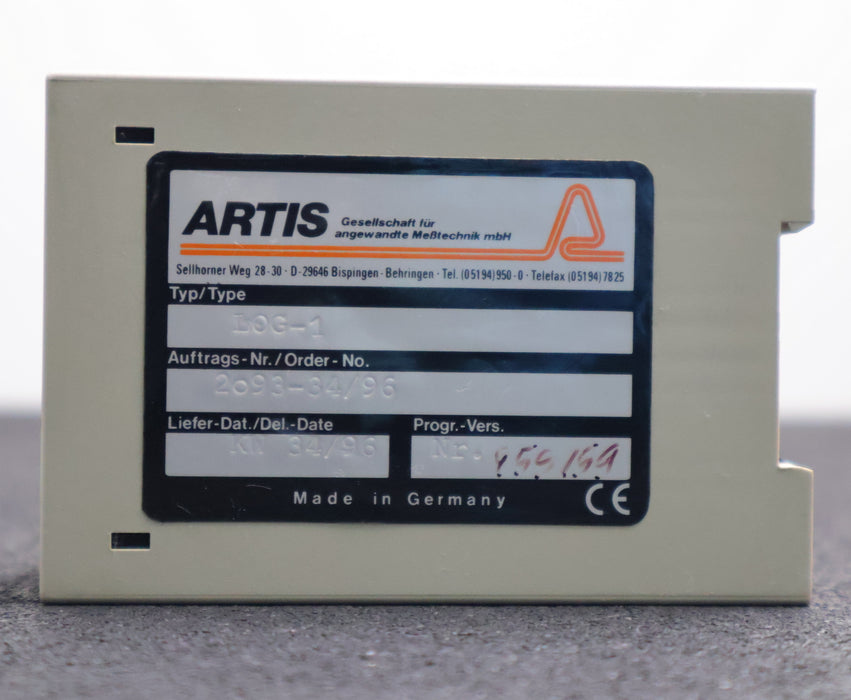 ARTIS Gesellschaft für
angewandte Meßtechnik mbH
Sellhorner Weg 28-30 · D-29646 Bispingen-Behringen · Tel. (05194) 950-0 · Telefax (05194) 7825
Typ/Type
LOG-1
Auftrags-Nr./Order-No.
2o93-34/96
Liefer-Dat./Del.-Date
Progr.-Vers.
KW 34/96
Nr.
Made in Germany
CE